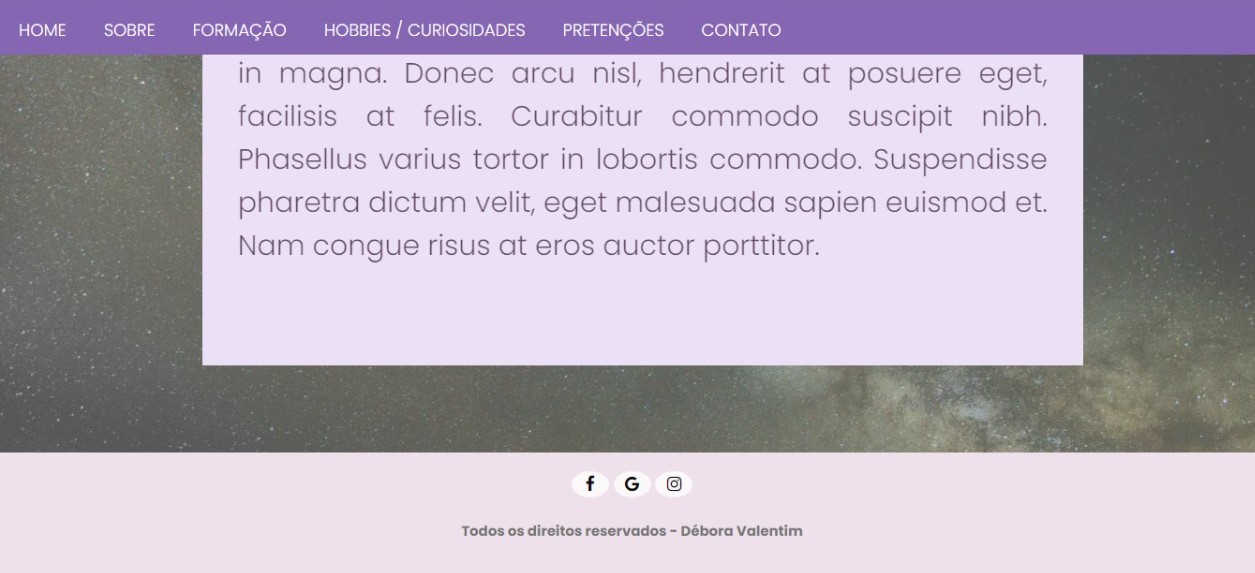 HOME SOBRE FORMAÇÃO HOBBIES / CURIOSIDADES PRETENÇÕES CONTATO
in magna. Donec arcu nisl, hendrerit at posuere eget,
facilisis at felis. Curabitur commodo suscipit nibh.
Phasellus varius tortor in lobortis commodo. Suspendisse
pharetra dictum velit, eget malesuada sapien euismod et.
Nam congue risus at eros auctor porttitor.
Todos os direitos reservados - Débora Valentim